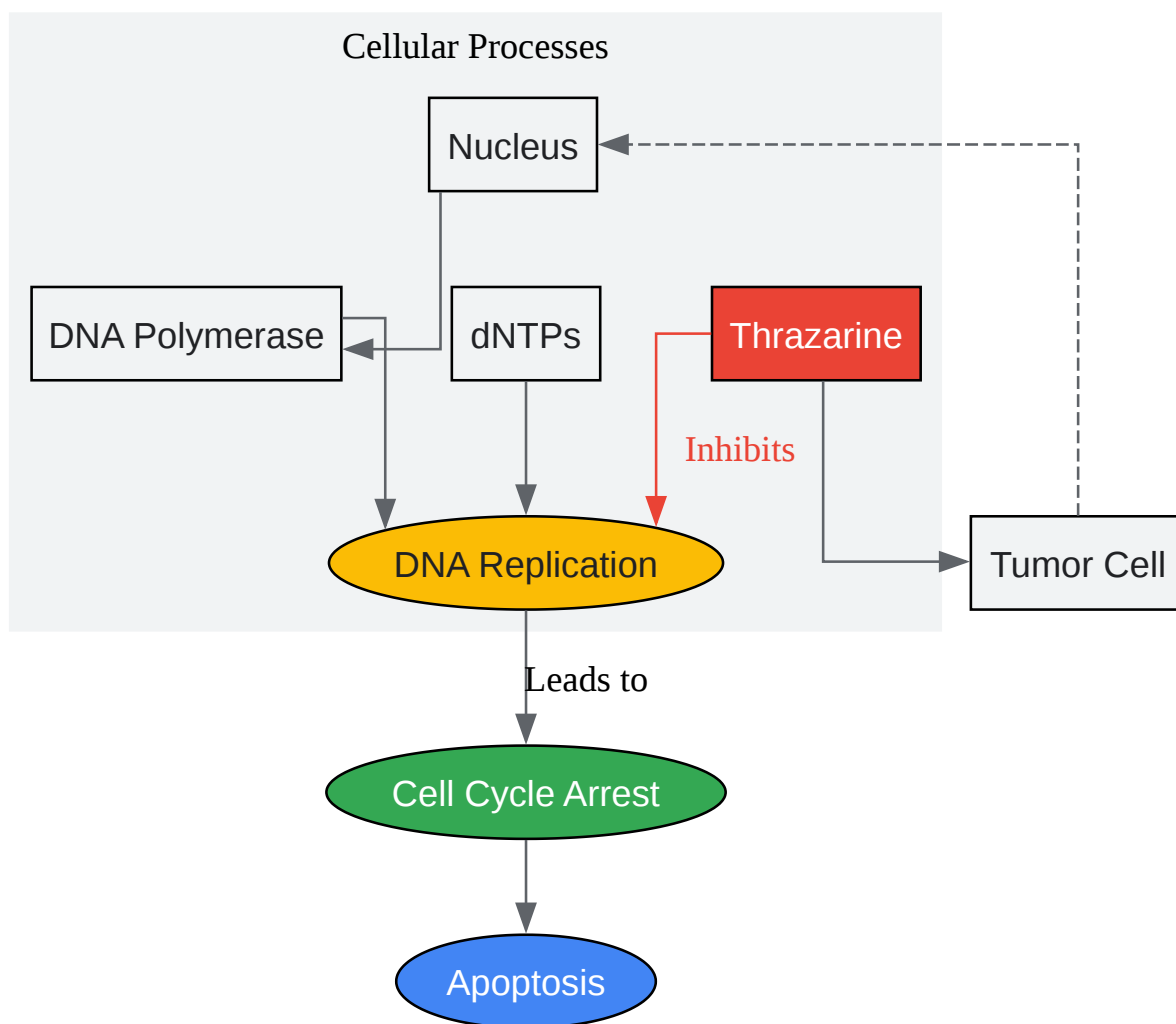 Cellular Processes
Nucleus
DNA Polymerase
dNTPs
Thrazarine
Inhibits
DNA Replication
Tumor Cell
Leads to
Cell Cycle Arrest
Apoptosis